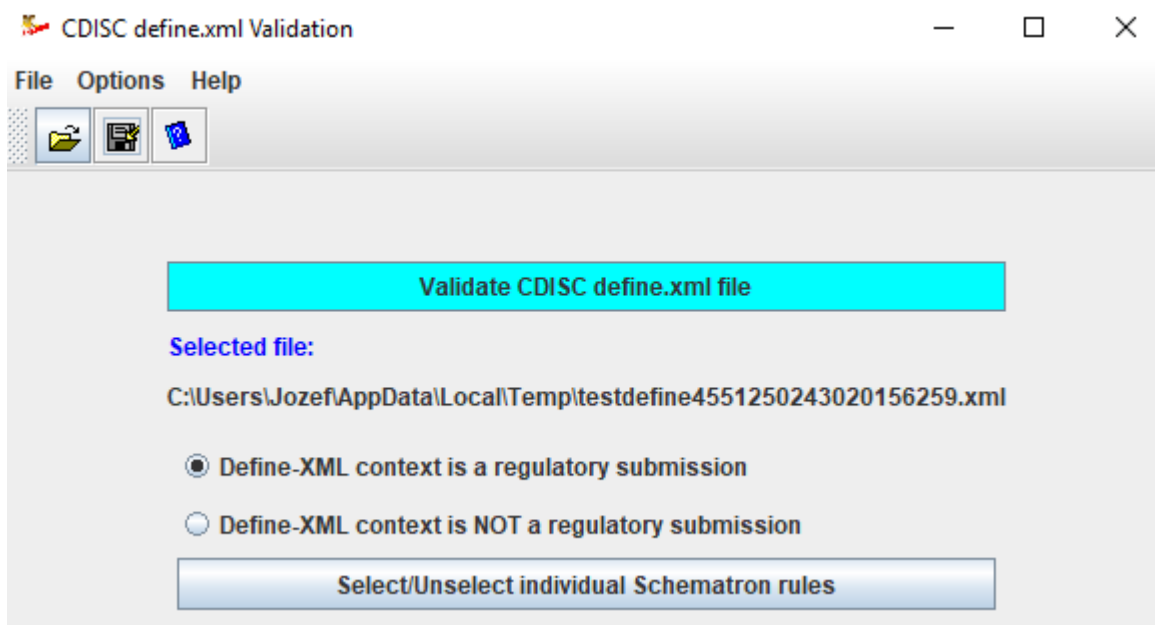 CDISC define.xml Validation
File Options Help
Validate CDISC define.xml file
Selected file:
C:\Users\Jozef\AppData\Local\Temp\testdefine4551250243020156259.xml
Define-XML context is a regulatory submission
Define-XML context is NOT a regulatory submission
Select/Unselect individual Schematron rules